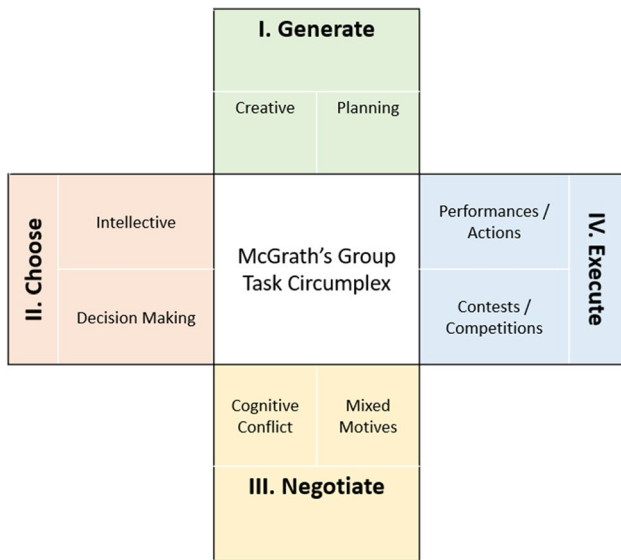 I. Generate
Creative
Planning
II. Choose
Intellective
Decision Making
McGrath's Group
Task Circumplex
Performances /
Actions
Contests /
Competitions
IV. Execute
Cognitive
Conflict
Mixed
Motives
III. Negotiate